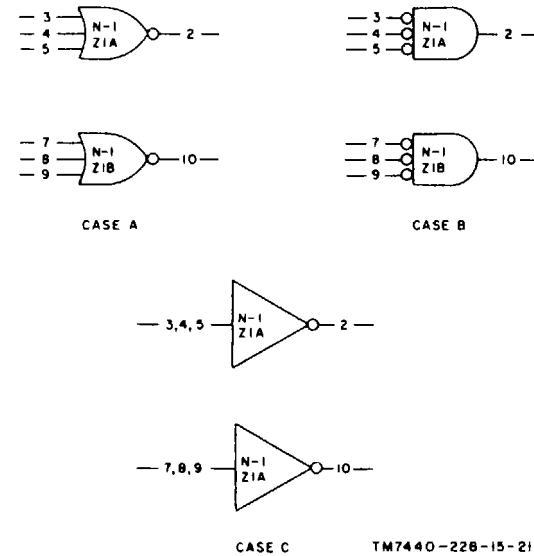 3
4
5
N-1
Z1A
2
3
4
5
N-1
Z1A
2
7
8
9
N-1
Z1B
10
7
8
9
N-1
Z1B
10
CASE A
CASE B
3,4,5
N-1
Z1A
2
7,8,9
N-1
Z1A
10
CASE C
TM7440-228-15-21